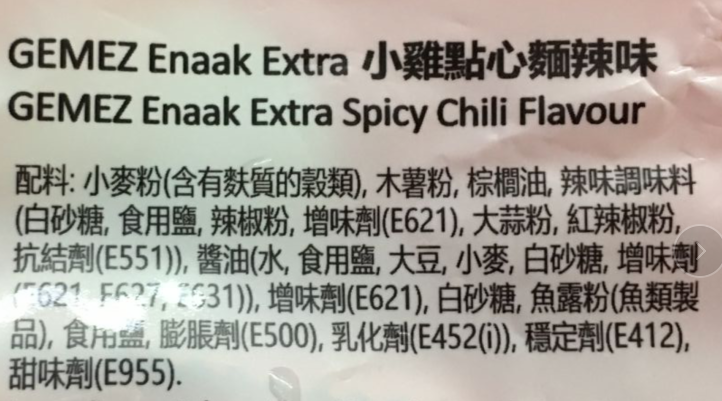 GEMEZ Enaak Extra 小雞點心麵辣味
GEMEZ Enaak Extra Spicy Chili Flavour
配料: 小麥粉(含有麩質的穀類), 木薯粉, 棕櫚油, 辣味調味料
(白砂糖, 食用鹽, 辣椒粉, 增味劑(E621), 大蒜粉, 紅辣椒粉,
抗結劑(E551)), 醬油(水, 食用鹽, 大豆, 小麥, 白砂糖, 增味劑
(E621, E627, E631)), 增味劑(E621), 白砂糖, 魚露粉(魚類製
品), 食用鹽, 膨脹劑(E500), 乳化劑(E452(i)), 穩定劑(E412),
甜味劑(E955).